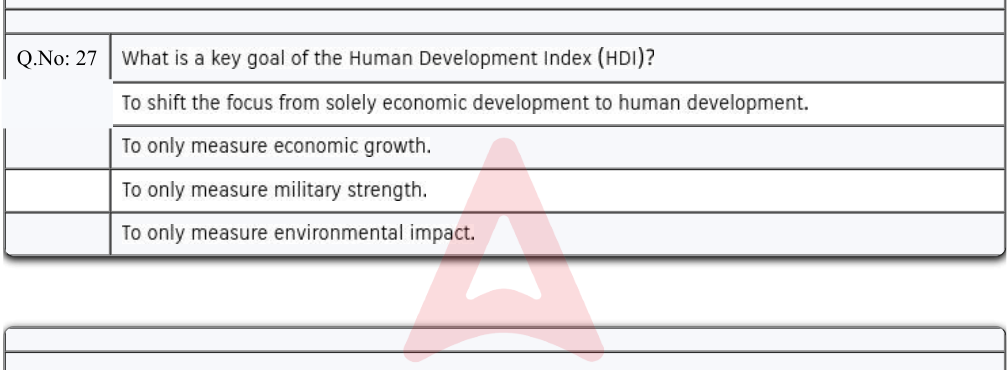 Q.No: 27 What is a key goal of the Human Development Index (HDI)?
To shift the focus from solely economic development to human development.
To only measure economic growth.
To only measure military strength.
To only measure environmental impact.